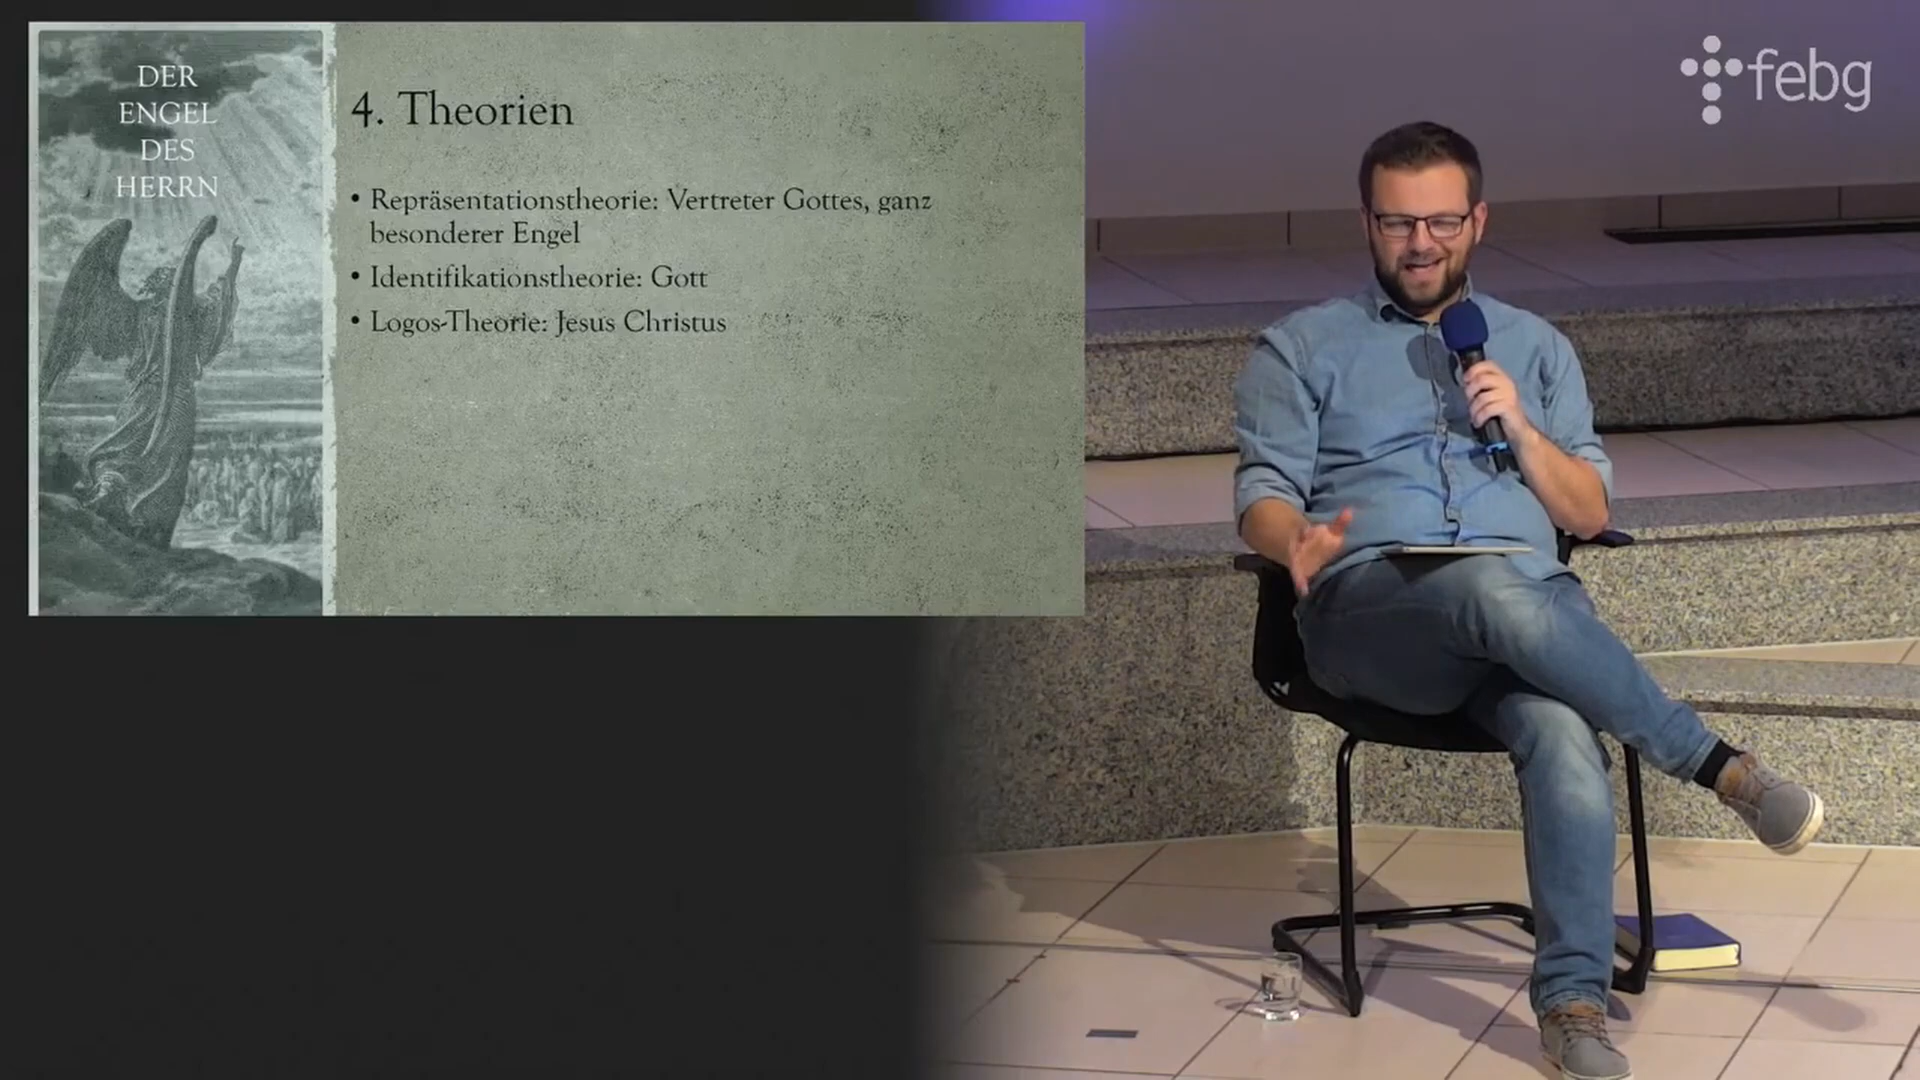 DER
ENGEL
DES
HERRN
4. Theorien
• Repräsentationstheorie: Vertreter Gottes, ganz
besonderer Engel
• Identifikationstheorie: Gott
• Logos-Theorie: Jesus Christus
febg